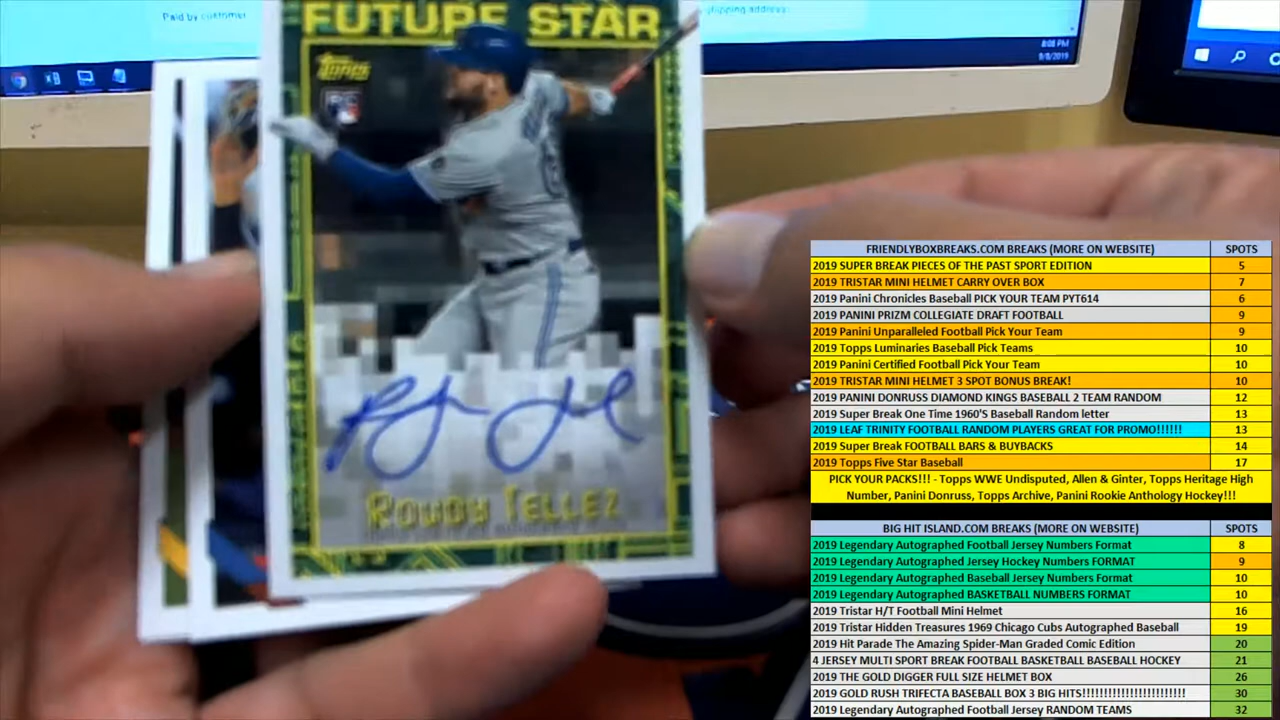 Paid by customer
shipping address:
8:08 PM
9/8/2019
FUTURE STAR
Topps
RC
Rowdy Tellez
FRIENDLYBOXBREAKS.COM BREAKS (MORE ON WEBSITE) SPOTS
2019 SUPER BREAK PIECES OF THE PAST SPORT EDITION 5
2019 TRISTAR MINI HELMET CARRY OVER BOX 7
2019 Panini Chronicles Baseball PICK YOUR TEAM PYT614 6
2019 PANINI PRIZM COLLEGIATE DRAFT FOOTBALL 9
2019 Panini Unparalleled Football Pick Your Team 9
2019 Topps Luminaries Baseball Pick Teams 10
2019 Panini Certified Football Pick Your Team 10
2019 TRISTAR MINI HELMET 3 SPOT BONUS BREAK! 10
2019 PANINI DONRUSS DIAMOND KINGS BASEBALL 2 TEAM RANDOM 12
2019 Super Break One Time 1960'S Baseball Random letter 13
2019 LEAF TRINITY FOOTBALL RANDOM PLAYERS GREAT FOR PROMO!!!!!! 13
2019 Super Break FOOTBALL BARS & BUYBACKS 14
2019 Topps Five Star Baseball 17
PICK YOUR PACKS!!! - Topps WWE Undisputed, Allen & Ginter, Topps Heritage High
Number, Panini Donruss, Topps Archive, Panini Rookie Anthology Hockey!!!
BIG HIT ISLAND.COM BREAKS (MORE ON WEBSITE) SPOTS
2019 Legendary Autographed Football Jersey Numbers Format 8
2019 Legendary Autographed Jersey Hockey Numbers FORMAT 9
2019 Legendary Autographed Baseball Jersey Numbers Format 10
2019 Legendary Autographed BASKETBALL NUMBERS FORMAT 10
2019 Tristar H/T Football Mini Helmet 16
2019 Tristar Hidden Treasures 1969 Chicago Cubs Autographed Baseball 19
2019 Hit Parade The Amazing Spider-Man Graded Comic Edition 20
4 JERSEY MULTI SPORT BREAK FOOTBALL BASKETBALL BASEBALL HOCKEY 21
2019 THE GOLD DIGGER FULL SIZE HELMET BOX 26
2019 GOLD RUSH TRIFECTA BASEBALL BOX 3 BIG HITS!!!!!!!!!!!!!!!!!!!!!!!! 30
2019 Legendary Autographed Football Jersey RANDOM TEAMS 32